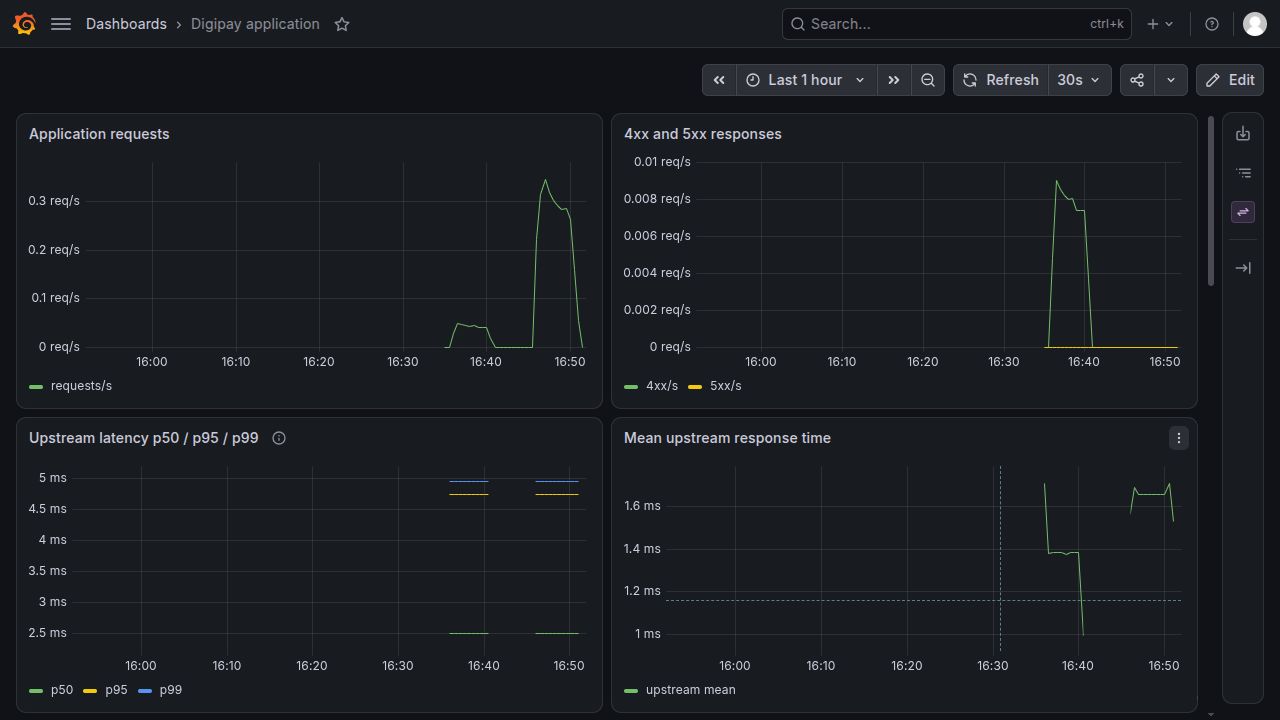 Dashboards › Digipay application
Search... ctrl+k
Last 1 hour Refresh 30s Edit
Application requests
0.3 req/s
0.2 req/s
0.1 req/s
0 req/s
16:00 16:10 16:20 16:30 16:40 16:50
requests/s
4xx and 5xx responses
0.01 req/s
0.008 req/s
0.006 req/s
0.004 req/s
0.002 req/s
0 req/s
16:00 16:10 16:20 16:30 16:40 16:50
4xx/s 5xx/s
Upstream latency p50 / p95 / p99
5 ms
4.5 ms
4 ms
3.5 ms
3 ms
2.5 ms
16:00 16:10 16:20 16:30 16:40 16:50
p50 p95 p99
Mean upstream response time
1.6 ms
1.4 ms
1.2 ms
1 ms
16:00 16:10 16:20 16:30 16:40 16:50
upstream mean